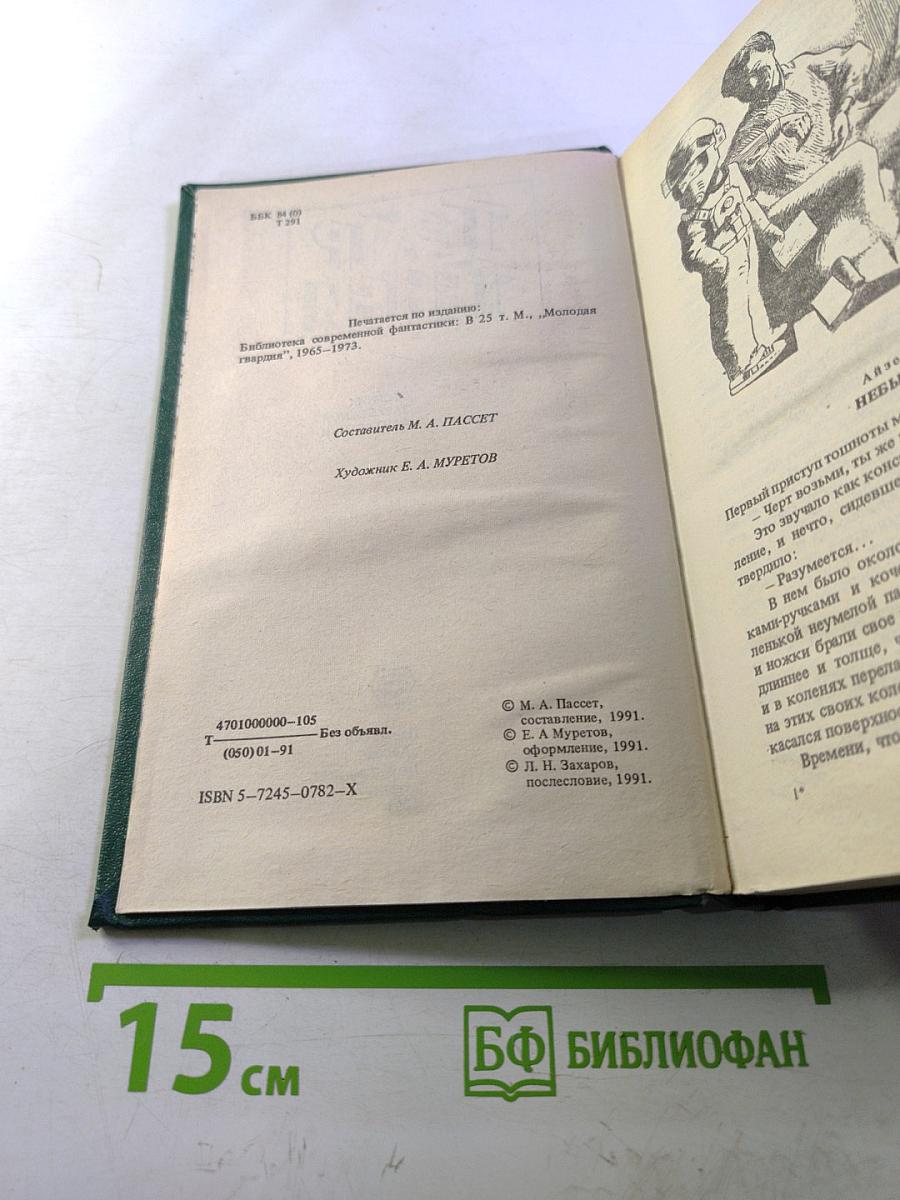 ББК 84 (0)
Т 291
Печатается по изданию:
Библиотека современной фантастики: В 25 т. М., „Молодая
гвардия", 1965–1973.
Составитель М. А. ПАССЕТ
Художник Е. А. МУРЕТОВ
4701000000–105
Т Без объявл.
(050) 01–91
ISBN 5–7245–0782–Х
© М. А. Пассет,
составление, 1991.
© Е. А Муретов,
оформление, 1991.
© Л. Н. Захаров,
послесловие, 1991.
Первый приступ тошноты
– Черт возьми, ты же
Это звучало как
ление, и нечто,
твердило:
– Разумеется...
В нем было
ками-ручками и
ленькой неумелой
и ножки брали свое
длиннее и толще,
и в коленях
на этих своих
касался
Времени,
1*
15 см
БФ БИБЛИОФАН